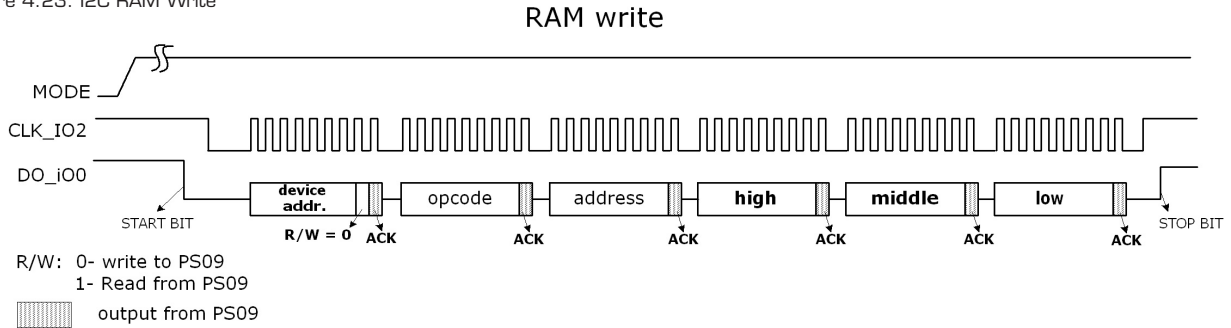 4.23: I2C RAM Write
RAM write
MODE
CLK_IO2
DO_iO0
device
addr.
opcode
address
high
middle
low
START BIT
R/W = 0
ACK
ACK
ACK
ACK
ACK
ACK
STOP BIT
R/W: 0- write to PS09
1- Read from PS09
output from PS09